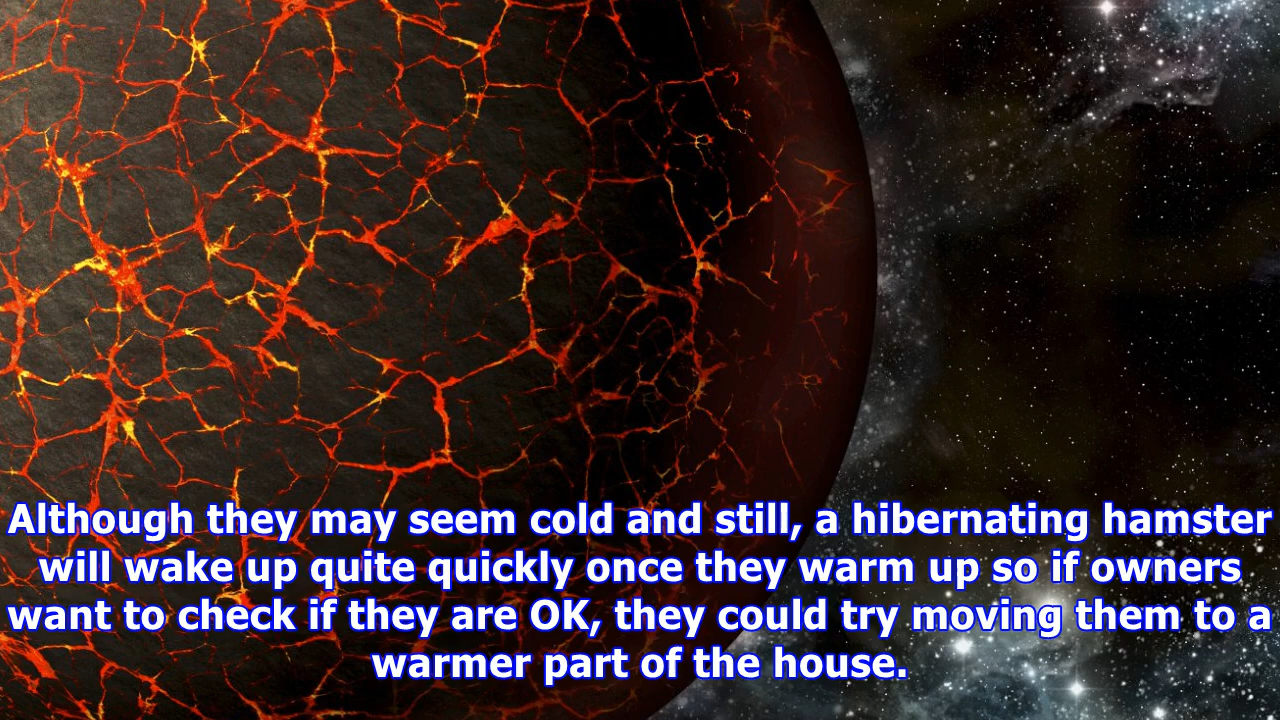 Although they may seem cold and still, a hibernating hamster
will wake up quite quickly once they warm up so if owners
want to check if they are OK, they could try moving them to a
warmer part of the house.